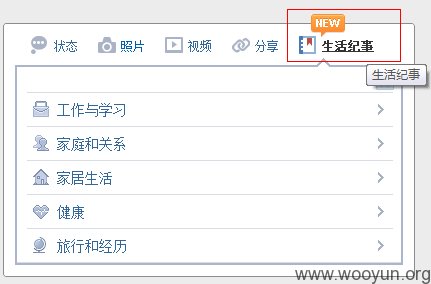 NEW
状态 照片 视频 分享 生活纪事
生活纪事
工作与学习
家庭和关系
家居生活
健康
旅行和经历
www.wooyun.org